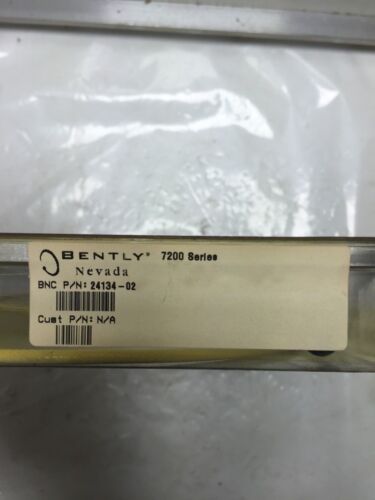 BENTLY® 7200 Series
Nevada
BNC P/N: 24134-02
Cust P/N: N/A